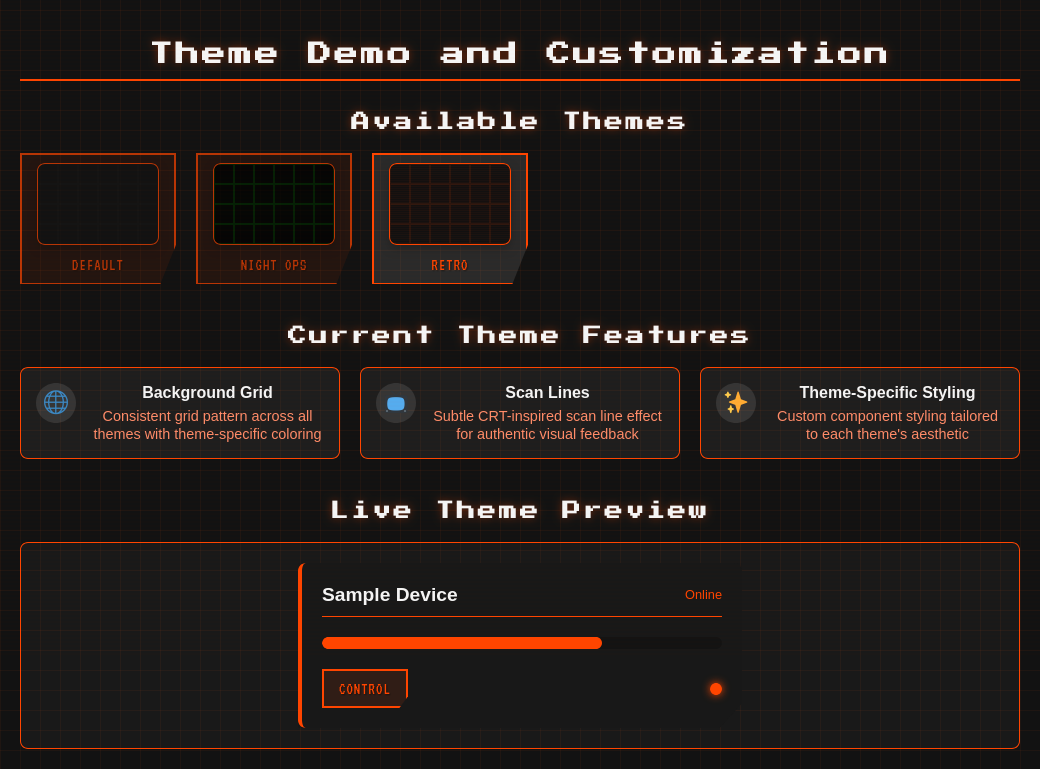 Theme Demo and Customization
Available Themes
DEFAULT
NIGHT OPS
RETRO
Current Theme Features
Background Grid
Consistent grid pattern across all
themes with theme-specific coloring
Scan Lines
Subtle CRT-inspired scan line effect
for authentic visual feedback
Theme-Specific Styling
Custom component styling tailored
to each theme's aesthetic
Live Theme Preview
Sample Device
Online
CONTROL